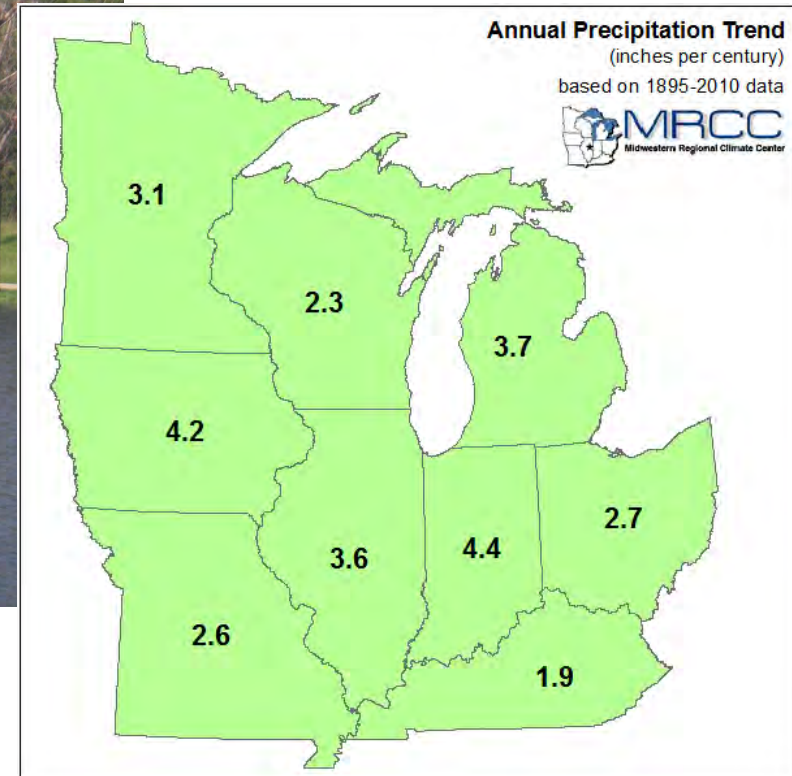 Annual Precipitation Trend
(inches per century)
based on 1895-2010 data
MRCC
Midwestern Regional Climate Center
3.1
2.3
3.7
4.2
2.7
3.6
4.4
2.6
1.9